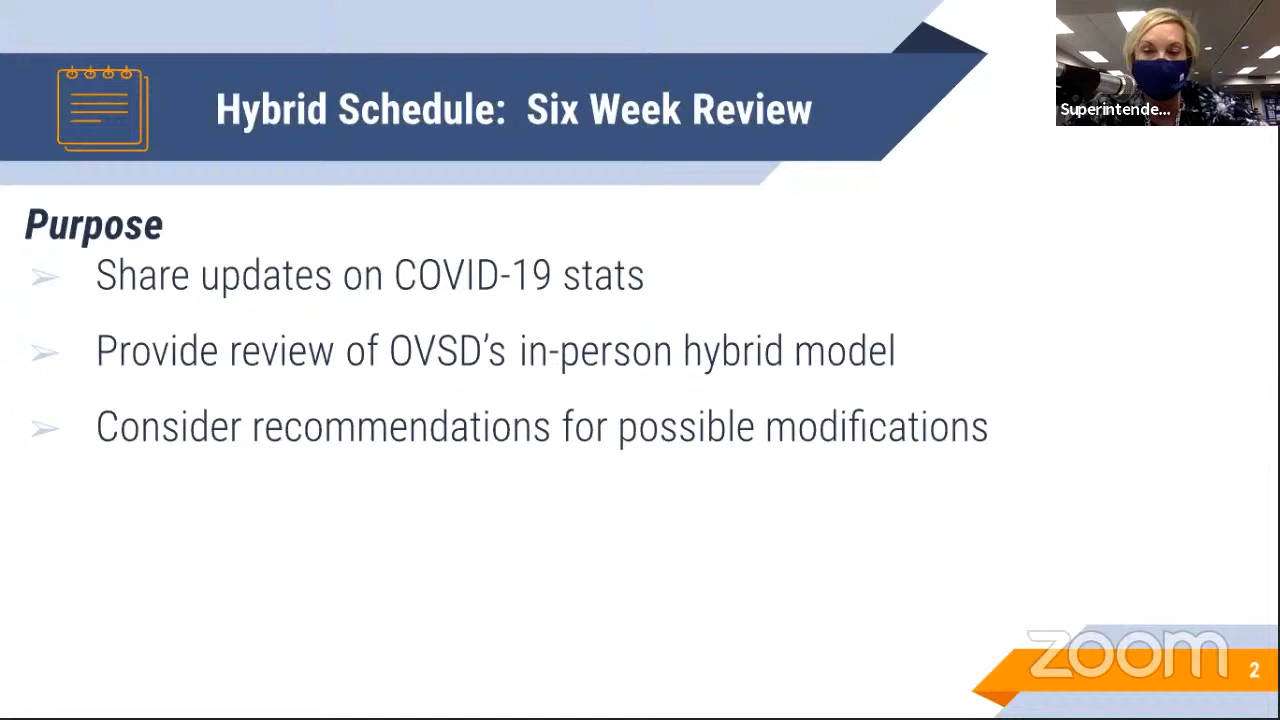 Hybrid Schedule: Six Week Review
Superintende...
Purpose
Share updates on COVID-19 stats
Provide review of OVSD's in-person hybrid model
Consider recommendations for possible modifications
zoom
2